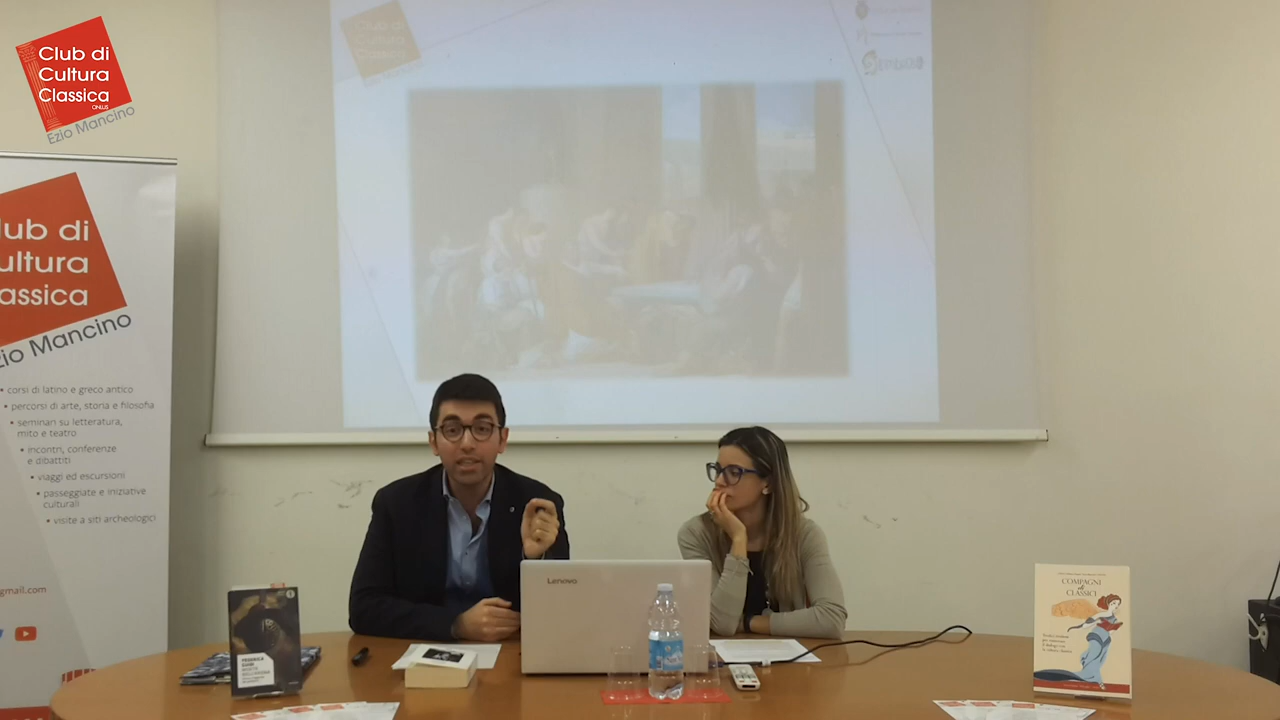 Club di
Cultura
Classica
ONLUS
Ezio Mancino
lub di
ultura
assica
zio Mancino
• corsi di latino e greco antico
• percorsi di arte, storia e filosofia
• seminari su letteratura,
mito e teatro
• incontri, conferenze
e dibattiti
• viaggi ed escursioni
• passeggiate e iniziative
culturali
• visite a siti archeologici
gmail.com
Lenovo
COMPAGNI
di
CLASSICI